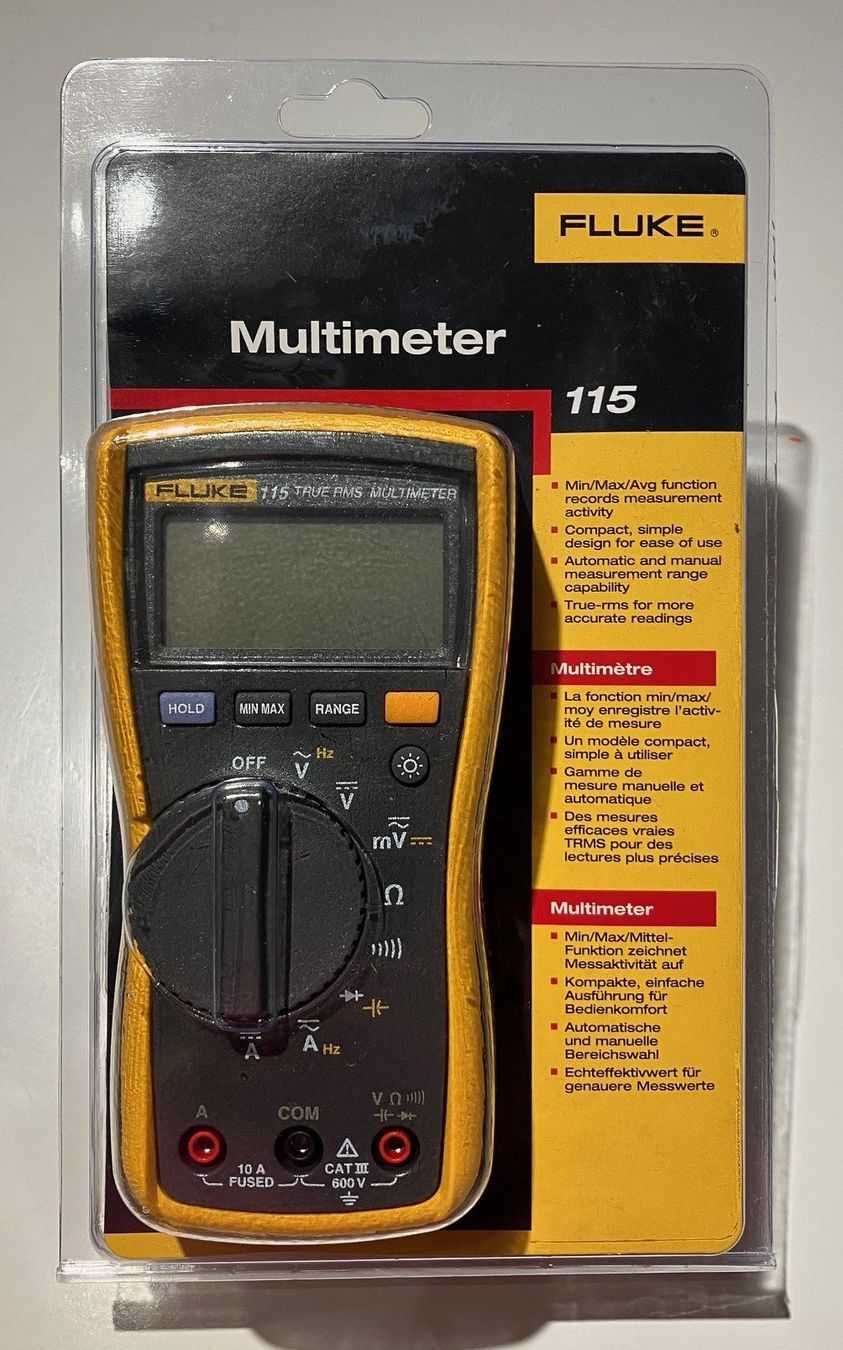 FLUKE®
Multimeter
115
Min/Max/Avg function
records measurement
activity
Compact, simple
design for ease of use
Automatic and manual
measurement range
capability
True-rms for more
accurate readings
Multimètre
La fonction min/max/
moy enregistre l'activ-
ité de mesure
Un modèle compact,
simple à utiliser
Gamme de
mesure manuelle et
automatique
Des mesures
efficaces vraies
TRMS pour des
lectures plus précises
Multimeter
Min/Max/Mittel-
Funktion zeichnet
Messaktivität auf
Kompakte, einfache
Ausführung für
Bedienkomfort
Automatische
und manuelle
Bereichswahl
Echteffektivwert für
genauere Messwerte
FLUKE 115 TRUE RMS MULTIMETER
HOLD MIN MAX RANGE
OFF
V Hz
V
mV
Ω
A Hz
A
A COM V Ω
10 A
FUSED
CAT III
600 V